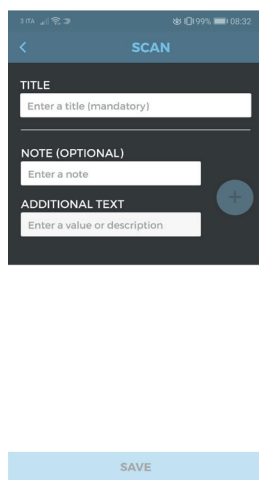 3 ITA 99% 08:32
SCAN
TITLE
Enter a title (mandatory)
NOTE (OPTIONAL)
Enter a note
ADDITIONAL TEXT
Enter a value or description
SAVE